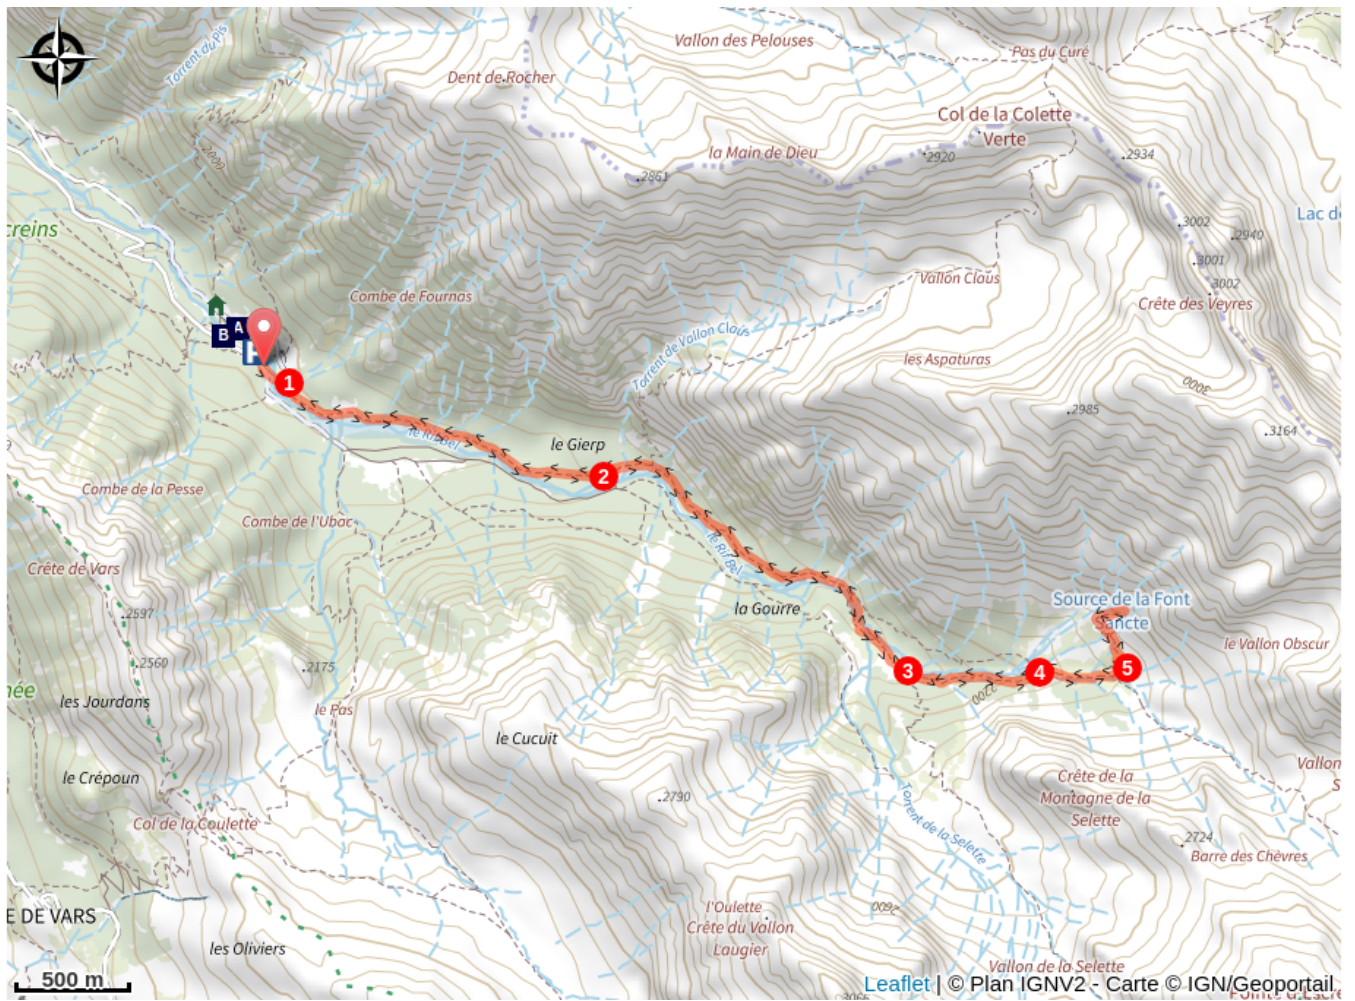 Torrent du Pis
Vallon des Pelouses
Pas du Curé
Dent de Rocher
Col de la Colette
Verte
la Main de Dieu
2920
2934
2000
2861
creins
3002
2940
Lac de
3001
3002
Vallon Claus
Crête des Veyres
Combe de Fournas
B
A
P
Torrent de Vallon Claus
les Aspaturas
3000
1
2985
3164
le Rif Bel
le Gierp
2
Combe de la Pesse
Combe de l'Ubac
le Rif Bel
Crête de Vars
2597
la Gourre
Source de la Font
Sancte
le Vallon Obscur
2560
2175
3
4
5
2200
les Jourdans
le Pas
le Cucuit
le Crépoun
Crête de la
Montagne de la
Selette
Vallon
S
2790
Col de la Coulette
Torrent de la Selette
2724
Barre des Chèvres
E DE VARS
l'Oulette
Crête du Vallon
Laugier
2600
les Oliviers
Vallon de la Selette
500 m
Leaflet | © Plan IGNV2 - Carte © IGN/Geoportail